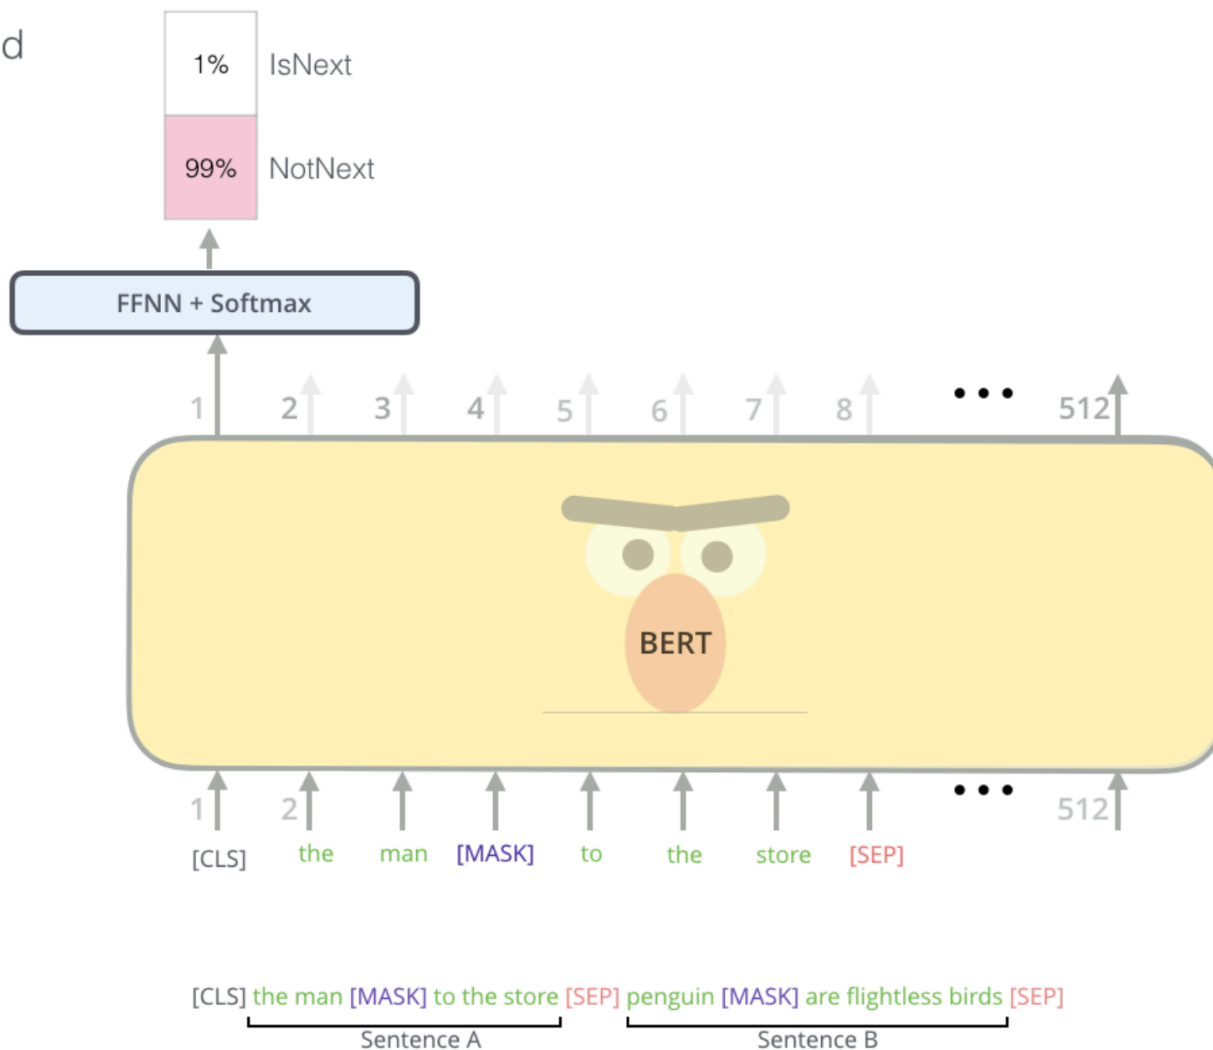 d
1% IsNext
99% NotNext
FFNN + Softmax
1 2 3 4 5 6 7 8 ••• 512
BERT
1 2 ••• 512
[CLS] the man [MASK] to the store [SEP]
[CLS] the man [MASK] to the store [SEP] penguin [MASK] are flightless birds [SEP]
Sentence A Sentence B